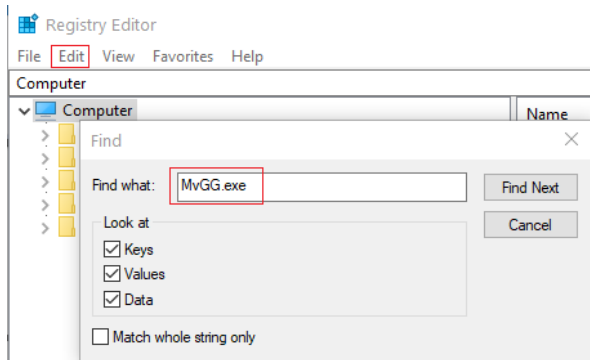 Registry Editor
File Edit View Favorites Help
Computer
Computer
Name
Find
Find what: MvGG.exe
Find Next
Look at
Cancel
Keys
Values
Data
Match whole string only